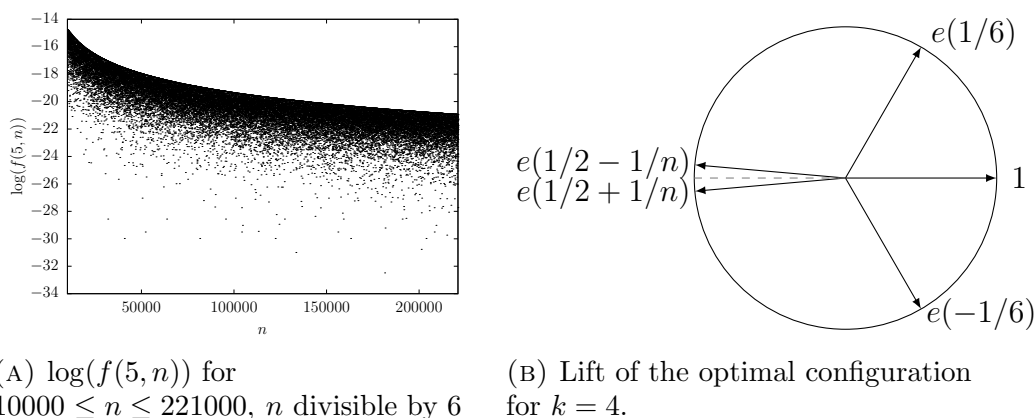 −14
−16
−18
−20
−22
−24
−26
−28
−30
−32
−34
log(f(5, n))
50000
100000
150000
200000
n
e(1/6)
e(1/2 − 1/n)
e(1/2 + 1/n)
1
e(−1/6)
(A) log(f(5, n)) for
10000 ≤ n ≤ 221000, n divisible by 6
(B) Lift of the optimal configuration
for k = 4.